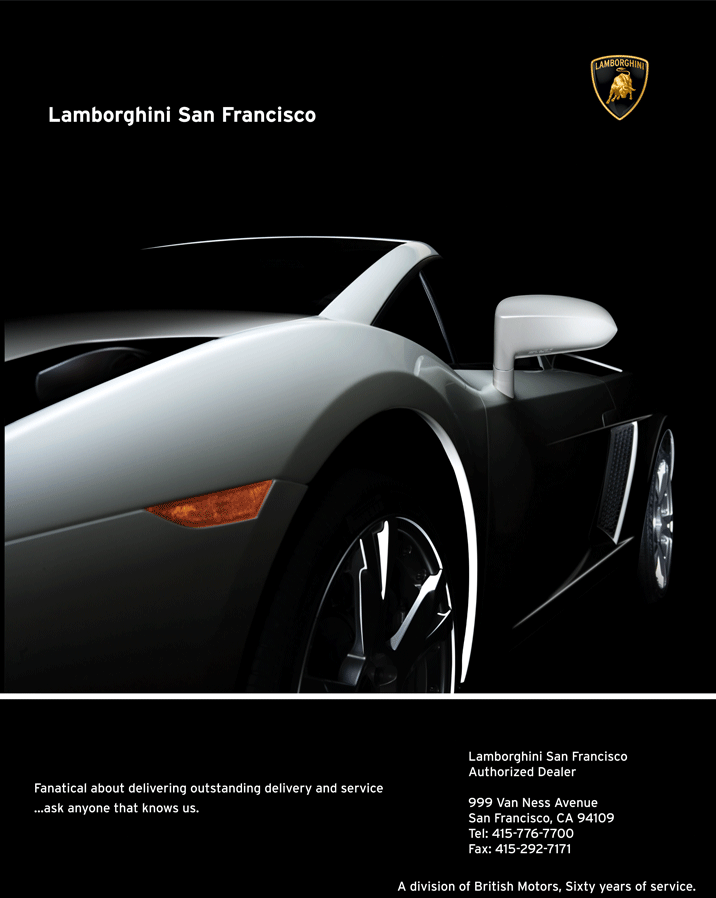 LAMBORGHINI
Lamborghini San Francisco
Fanatical about delivering outstanding delivery and service
...ask anyone that knows us.
Lamborghini San Francisco
Authorized Dealer
999 Van Ness Avenue
San Francisco, CA 94109
Tel: 415-776-7700
Fax: 415-292-7171
A division of British Motors, Sixty years of service.